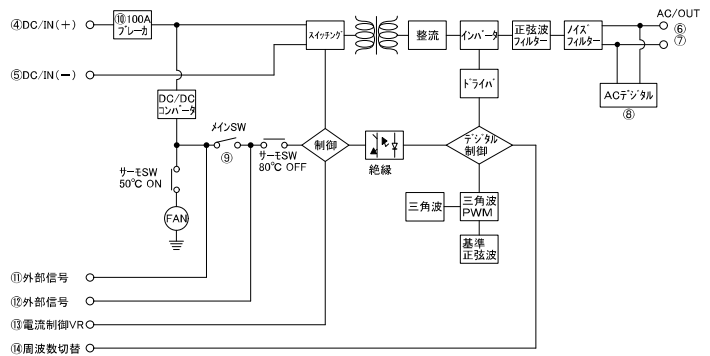 ④DC/IN(+)
⑩100A
ブレーカ
スイッチング
整流
インバータ
正弦波
フィルター
ノイズ
フィルター
AC/OUT
⑥
⑦
⑤DC/IN(-)
DC/DC
コンバータ
ドライバ
ACデジタル
⑧
メインSW
⑨
サーモSW
80℃ OFF
制御
絶縁
デジタル
制御
サーモSW
50℃ ON
FAN
三角波
三角波
PWM
基準
正弦波
⑪外部信号
⑫外部信号
⑬電流制御VR
⑭周波数切替